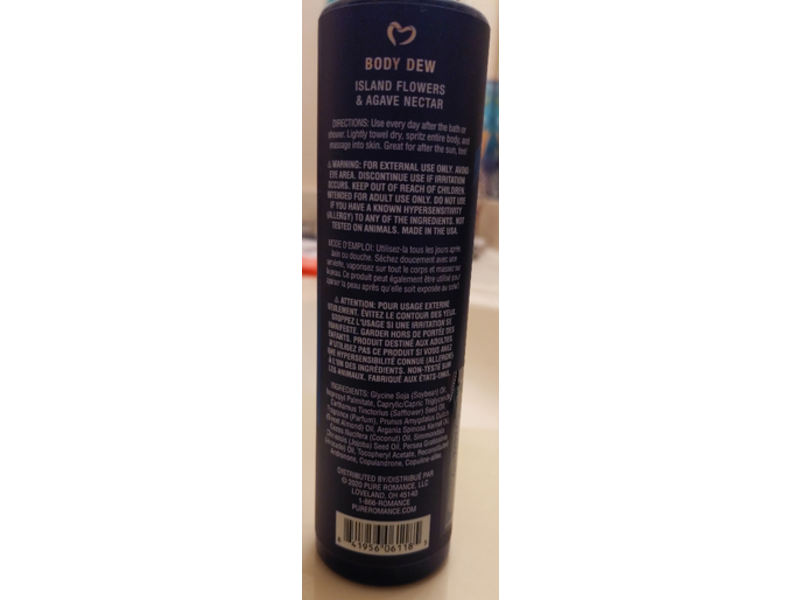 BODY DEW
ISLAND FLOWERS
& AGAVE NECTAR
DIRECTIONS: Use every day after the bath or
shower. Lightly towel dry, spritz entire body, and
massage into skin. Great for after the sun, too!
⚠ WARNING: FOR EXTERNAL USE ONLY. AVOID
EYE AREA. DISCONTINUE USE IF IRRITATION
OCCURS. KEEP OUT OF REACH OF CHILDREN.
INTENDED FOR ADULT USE ONLY. DO NOT USE
IF YOU HAVE A KNOWN HYPERSENSITIVITY
(ALLERGY) TO ANY OF THE INGREDIENTS. NOT
TESTED ON ANIMALS. MADE IN THE USA.
MODE D'EMPLOI: Utilisez-la tous les jours après
bain ou douche. Séchez doucement avec une
serviette, vaporisez sur tout le corps et massez sur
la peau. Ce produit peut également être utilisé pour
apaiser la peau après qu'elle soit exposée au soleil!
⚠ ATTENTION: POUR USAGE EXTERNE
SEULEMENT. ÉVITEZ LE CONTOUR DES YEUX.
STOPPEZ L'USAGE SI UNE IRRITATION SE
MANIFESTE. GARDER HORS DE PORTÉE DES
ENFANTS. PRODUIT DESTINÉ AUX ADULTES.
N'UTILISEZ PAS CE PRODUIT SI VOUS AVEZ
UNE HYPERSENSIBILITÉ CONNUE (ALLERGIE)
À L'UN DES INGRÉDIENTS. NON-TESTÉ SUR
LES ANIMAUX. FABRIQUÉ AUX ÉTATS-UNIS.
INGREDIENTS: Glycine Soja (Soybean) Oil,
Isopropyl Palmitate, Caprylic/Capric Triglyceride,
Carthamus Tinctorius (Safflower) Seed Oil,
Fragrance (Parfum), Prunus Amygdalus Dulcis
(Sweet Almond) Oil, Argania Spinosa Kernel Oil,
Cocos Nucifera (Coconut) Oil, Simmondsia
Chinensis (Jojoba) Seed Oil, Persea Gratissima
(Avocado) Oil, Tocopheryl Acetate,
DISTRIBUTED BY/DISTRIBUÉ PAR
© 2020 PURE ROMANCE, LLC
LOVELAND, OH 45140
1-866-ROMANCE
PUREROMANCE.COM
41956 06118